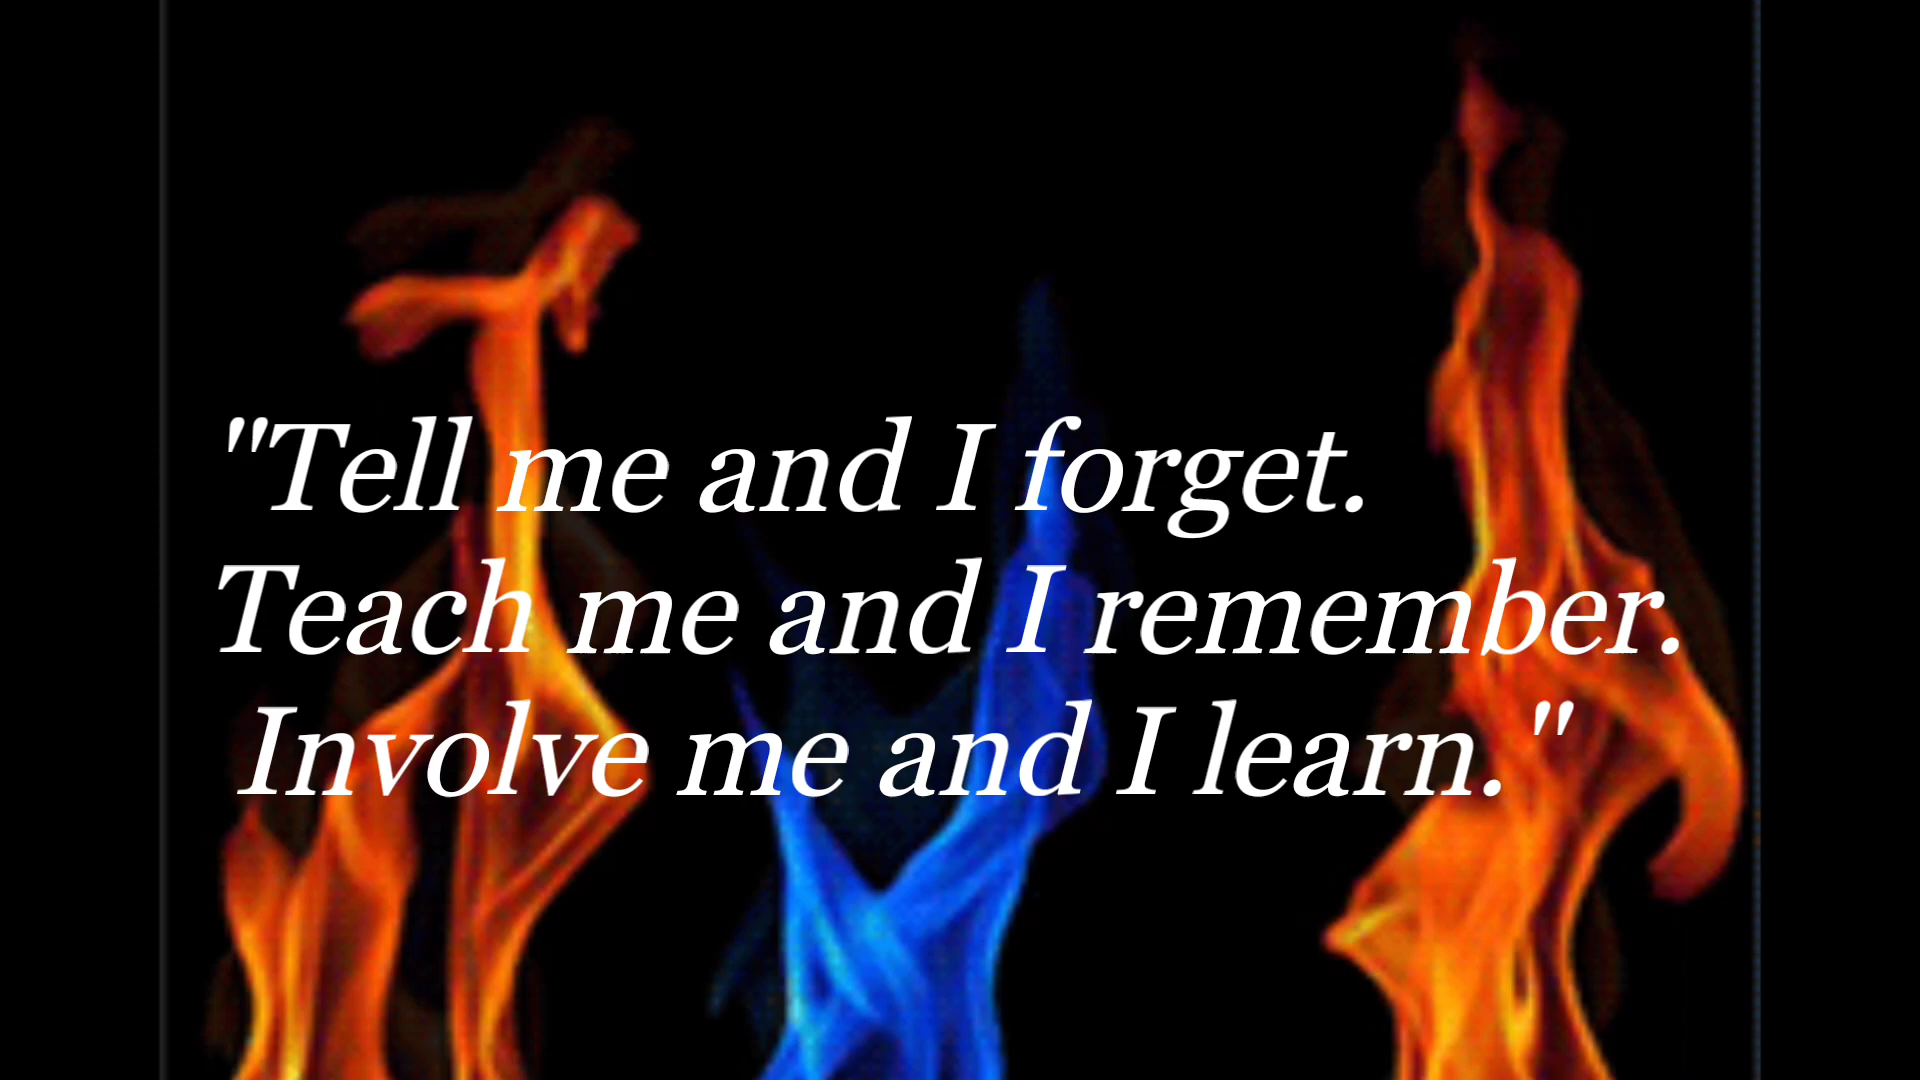 "Tell me and I forget.
Teach me and I remember.
Involve me and I learn."